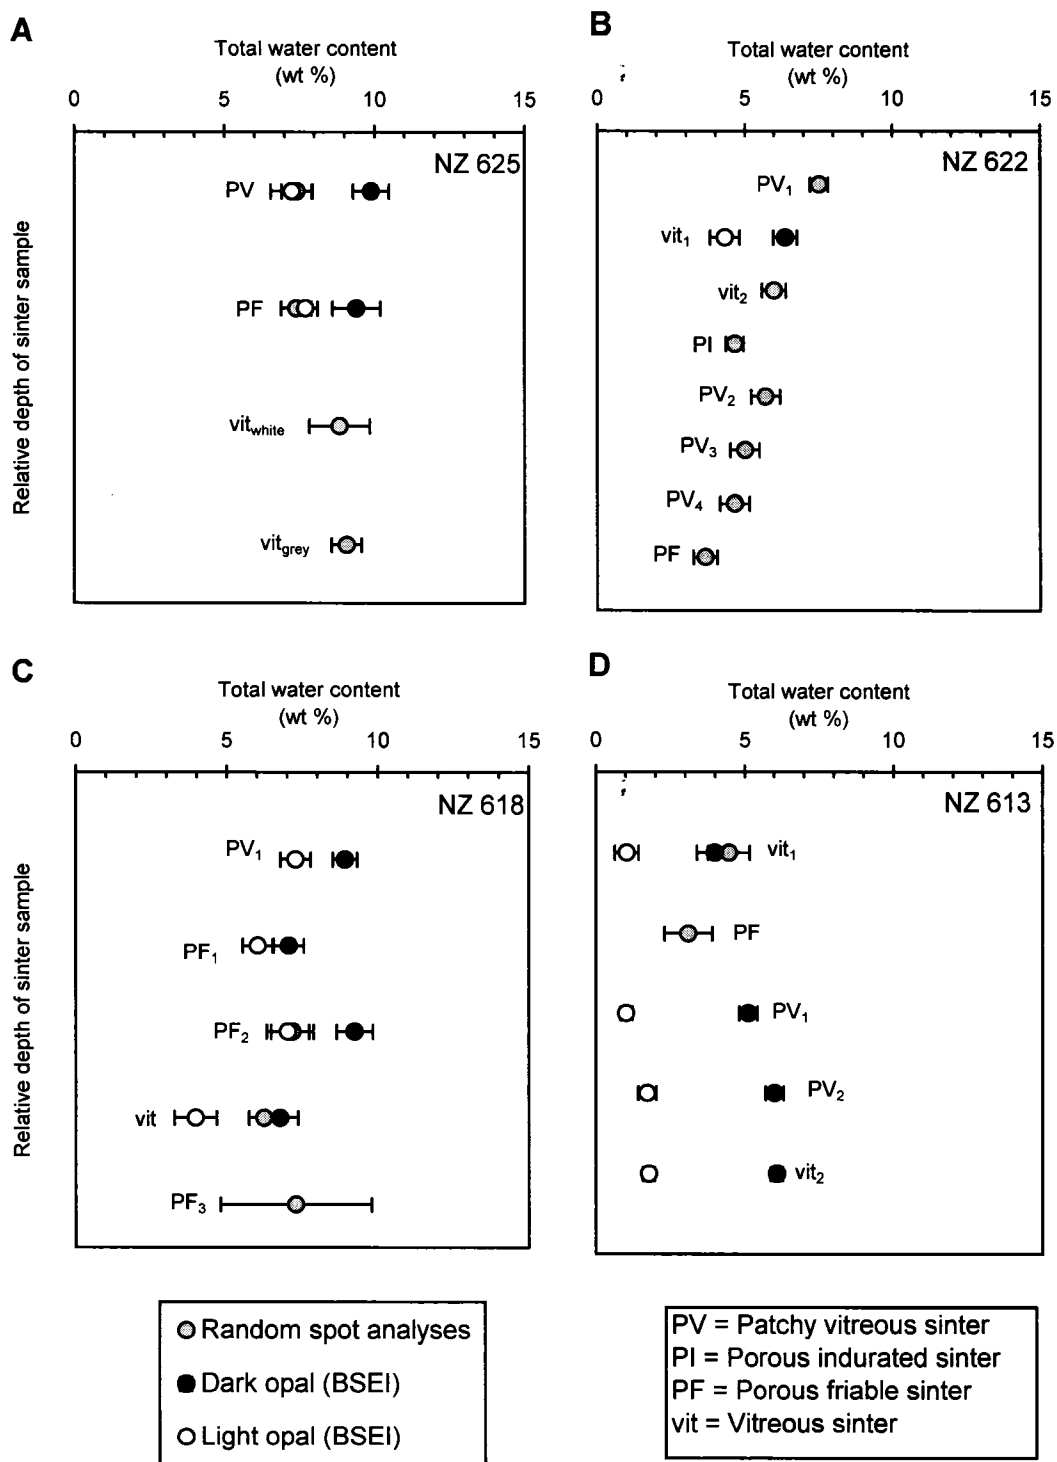 A
Total water content
(wt %)
0 5 10 15
NZ 625
PV
PF
vit_white
vit_grey
Relative depth of sinter sample
B
Total water content
(wt %)
0 5 10 15
NZ 622
PV₁
vit₁
vit₂
PI
PV₂
PV₃
PV₄
PF
C
Total water content
(wt %)
0 5 10 15
NZ 618
PV₁
PF₁
PF₂
vit
PF₃
Relative depth of sinter sample
D
Total water content
(wt %)
0 5 10 15
NZ 613
vit₁
PF
PV₁
PV₂
vit₂
Random spot analyses
Dark opal (BSEI)
Light opal (BSEI)
PV = Patchy vitreous sinter
PI = Porous indurated sinter
PF = Porous friable sinter
vit = Vitreous sinter